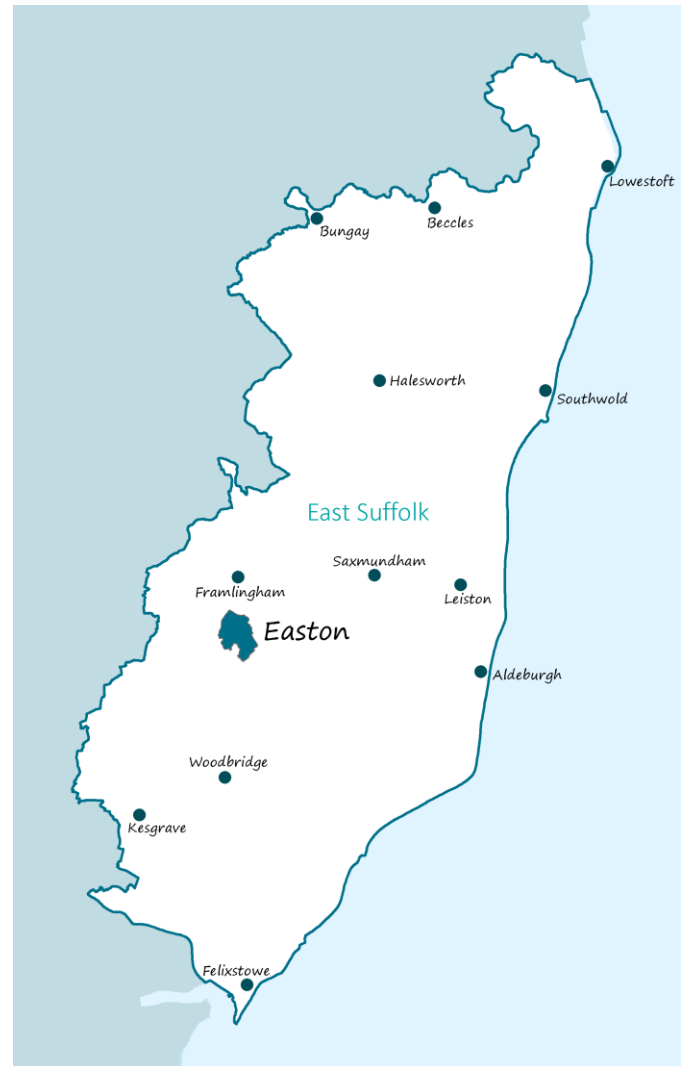 Lowestoft
Beccles
Bungay
Halesworth
Southwold
East Suffolk
Saxmundham
Framlingham
Leiston
Easton
Aldeburgh
Woodbridge
Kesgrave
Felixstowe